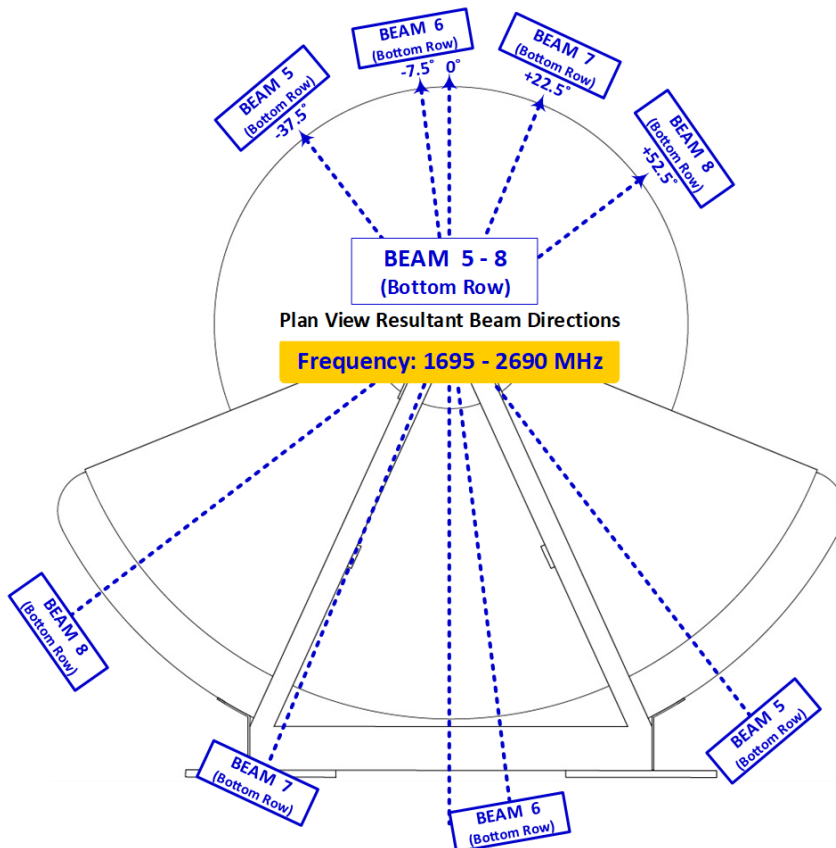 BEAM 6
(Bottom Row)
-7.5° 0°
BEAM 7
(Bottom Row)
+22.5°
BEAM 5
(Bottom Row)
-37.5°
BEAM 8
(Bottom Row)
+52.5°
BEAM 5 - 8
(Bottom Row)
Plan View Resultant Beam Directions
Frequency: 1695 - 2690 MHz
BEAM 8
(Bottom Row)
BEAM 5
(Bottom Row)
BEAM 7
(Bottom Row)
BEAM 6
(Bottom Row)